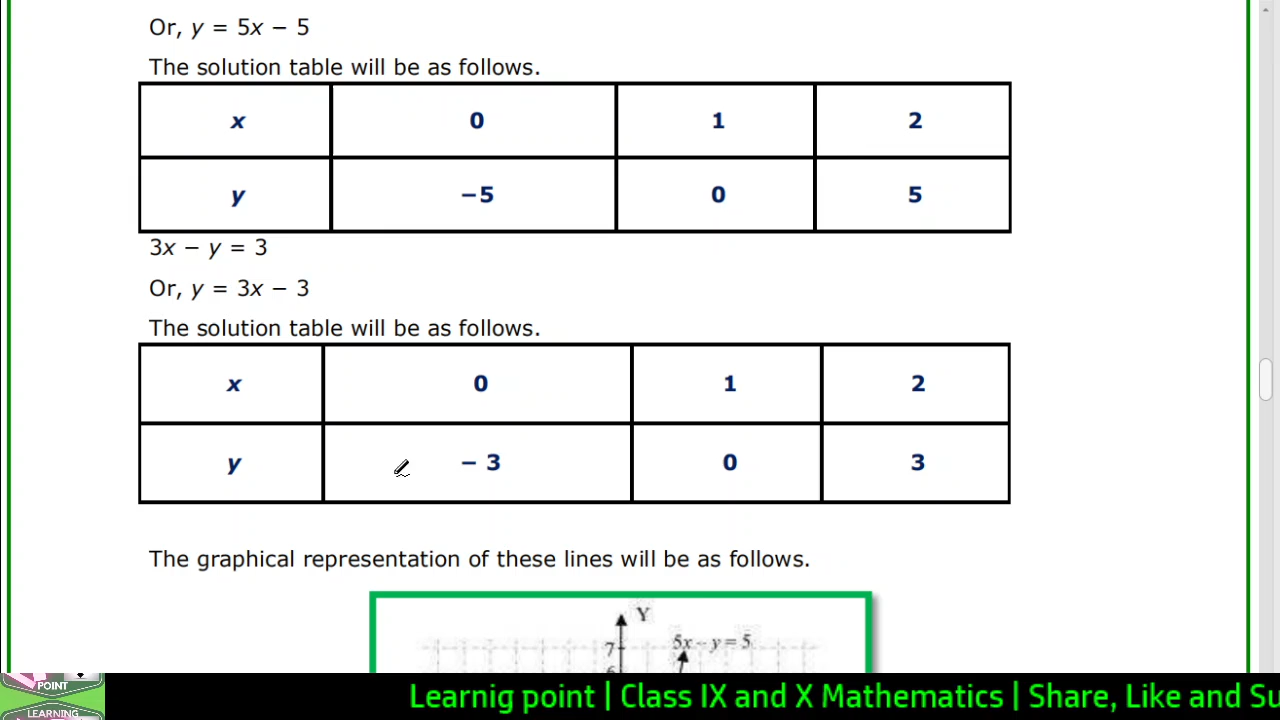 Or, y = 5x − 5
The solution table will be as follows.
x 0 1 2
y −5 0 5
3x − y = 3
Or, y = 3x − 3
The solution table will be as follows.
x 0 1 2
y − 3 0 3
The graphical representation of these lines will be as follows.
Y
5x − y = 5
7
6
POINT
LEARNING
Learnig point | Class IX and X Mathematics | Share, Like and Su